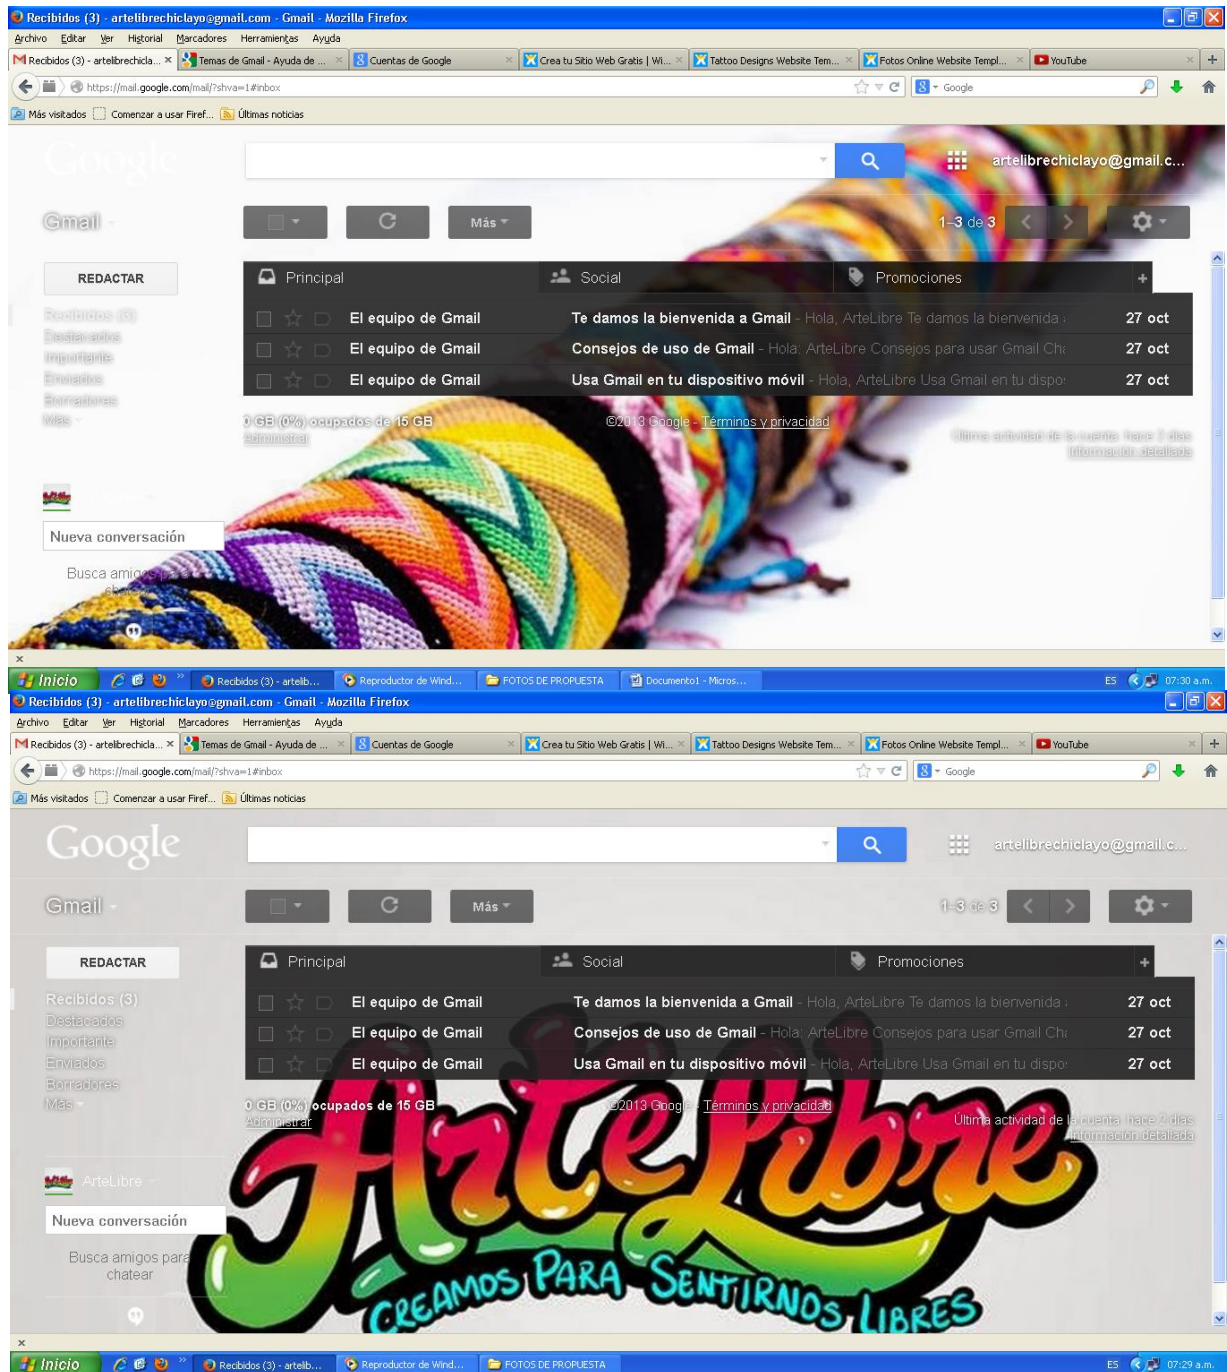 Recibidos (3) - artelibrechiclayo@gmail.com - Gmail - Mozilla Firefox
Archivo Editar Ver Historial Marcadores Herramientas Ayuda
Recibidos (3) - artelibrechicla... Temas de Gmail - Ayuda de ... Cuentas de Google Crea tu Sitio Web Gratis | Wi... Tattoo Designs Website Tem... Fotos Online Website Templ... YouTube
https://mail.google.com/mail/?shva=1#inbox Google
Más visitados Comenzar a usar Firef... Últimas noticias
Google artelibrechiclayo@gmail.c...
Gmail Más 1–3 de 3
REDACTAR Principal Social Promociones +
Recibidos (3) El equipo de Gmail Te damos la bienvenida a Gmail - Hola, ArteLibre Te damos la bienvenida 27 oct
Destacados
Importante El equipo de Gmail Consejos de uso de Gmail - Hola: ArteLibre Consejos para usar Gmail Cha 27 oct
Enviados El equipo de Gmail Usa Gmail en tu dispositivo móvil - Hola, ArteLibre Usa Gmail en tu dispos 27 oct
Borradores
Más 0 GB (0%) ocupados de 15 GB ©2013 Google - Términos y privacidad
Administrar Última actividad de la cuenta: hace 2 días
Información detallada
Nueva conversación
Busca amigos para
chatear
Inicio Recibidos (3) - artelib... Reproductor de Wind... FOTOS DE PROPUESTA Documento1 - Micros... ES 07:30 a.m.
Recibidos (3) - artelibrechiclayo@gmail.com - Gmail - Mozilla Firefox
Archivo Editar Ver Historial Marcadores Herramientas Ayuda
Recibidos (3) - artelibrechicla... Temas de Gmail - Ayuda de ... Cuentas de Google Crea tu Sitio Web Gratis | Wi... Tattoo Designs Website Tem... Fotos Online Website Templ... YouTube
https://mail.google.com/mail/?shva=1#inbox Google
Más visitados Comenzar a usar Firef... Últimas noticias
Google artelibrechiclayo@gmail.c...
Gmail Más 1–3 de 3
REDACTAR Principal Social Promociones +
Recibidos (3) El equipo de Gmail Te damos la bienvenida a Gmail - Hola, ArteLibre Te damos la bienvenida 27 oct
Destacados
Importante El equipo de Gmail Consejos de uso de Gmail - Hola: ArteLibre Consejos para usar Gmail Cha 27 oct
Enviados El equipo de Gmail Usa Gmail en tu dispositivo móvil - Hola, ArteLibre Usa Gmail en tu dispos 27 oct
Borradores
Más 0 GB (0%) ocupados de 15 GB ©2013 Google - Términos y privacidad
Administrar Última actividad de la cuenta: hace 2 días
Información detallada
ArteLibre
ArteLibre
Nueva conversación
Busca amigos para
chatear
CREAMOS PARA SENTIRNOS LIBRES
Inicio Recibidos (3) - artelib... Reproductor de Wind... FOTOS DE PROPUESTA ES 07:29 a.m.